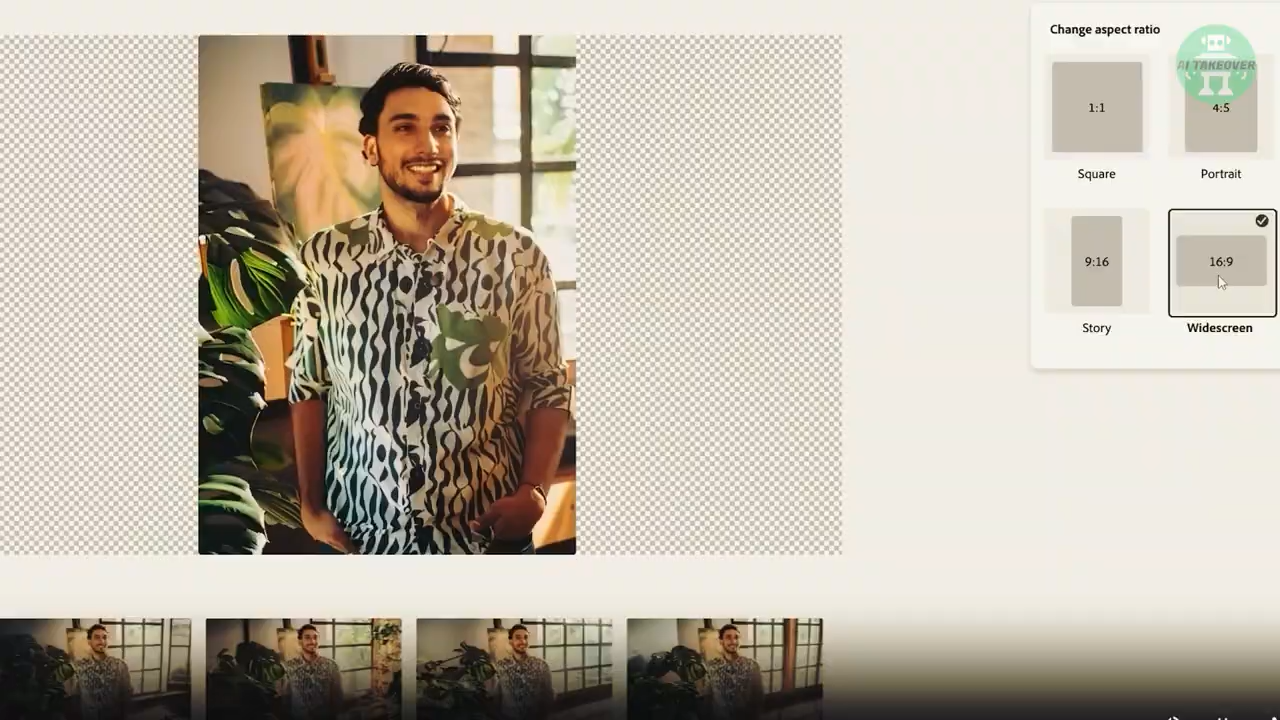 Change aspect ratio
AI TAKEOVER
1:1
4:5
Square
Portrait
9:16
16:9
Story
Widescreen